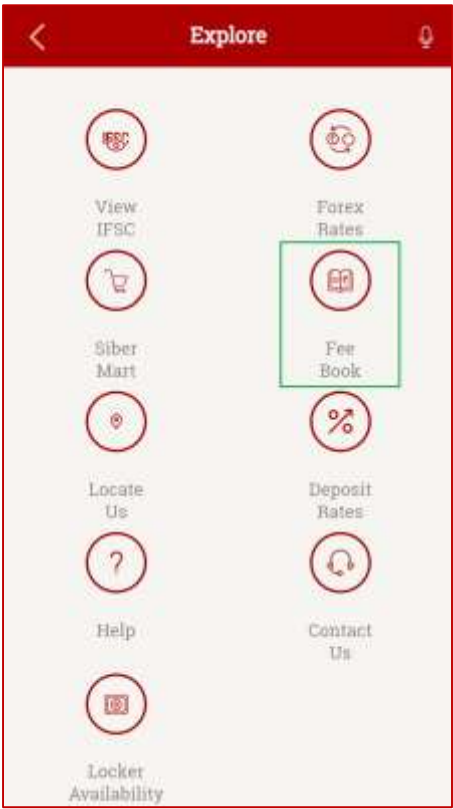 Explore
IFSC
View
IFSC
Forex
Rates
Siber
Mart
Fee
Book
Locate
Us
Deposit
Rates
?
Help
Contact
Us
Locker
Availability